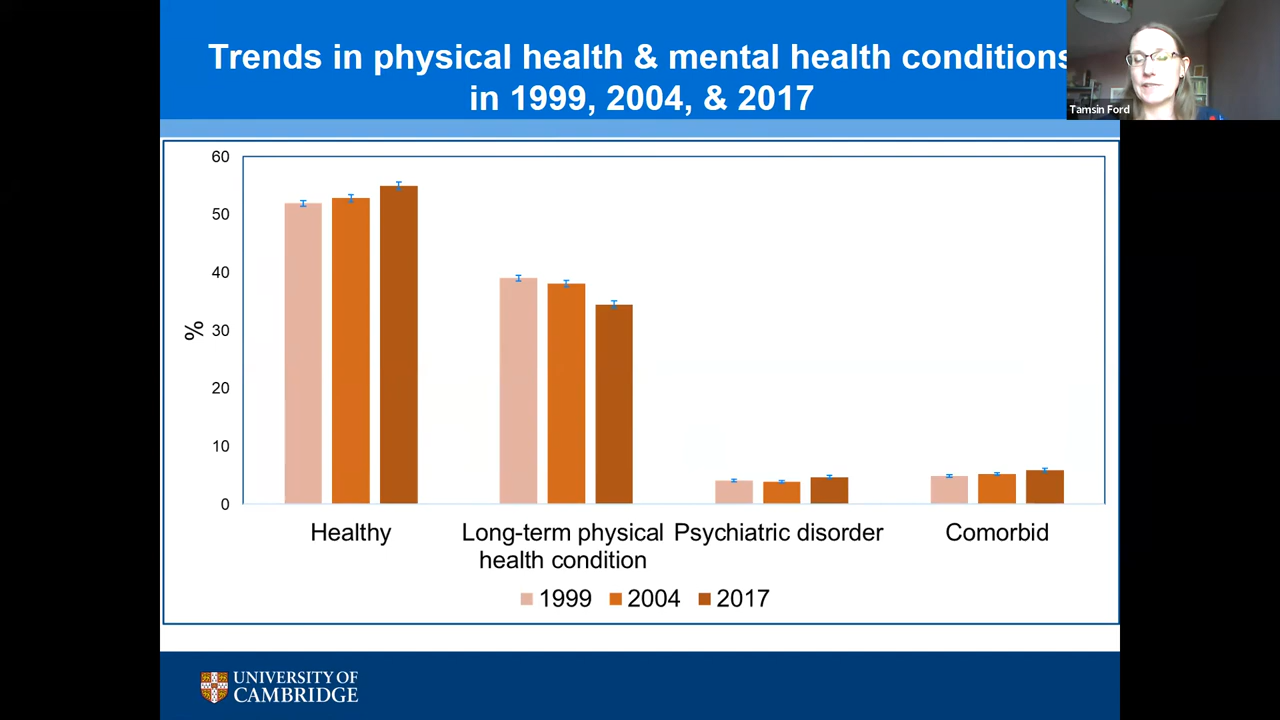 Trends in physical health & mental health conditions
in 1999, 2004, & 2017
Tamsin Ford
60
50
40
30
20
10
0
%
Healthy
Long-term physical
health condition
Psychiatric disorder
Comorbid
1999 2004 2017
UNIVERSITY OF
CAMBRIDGE